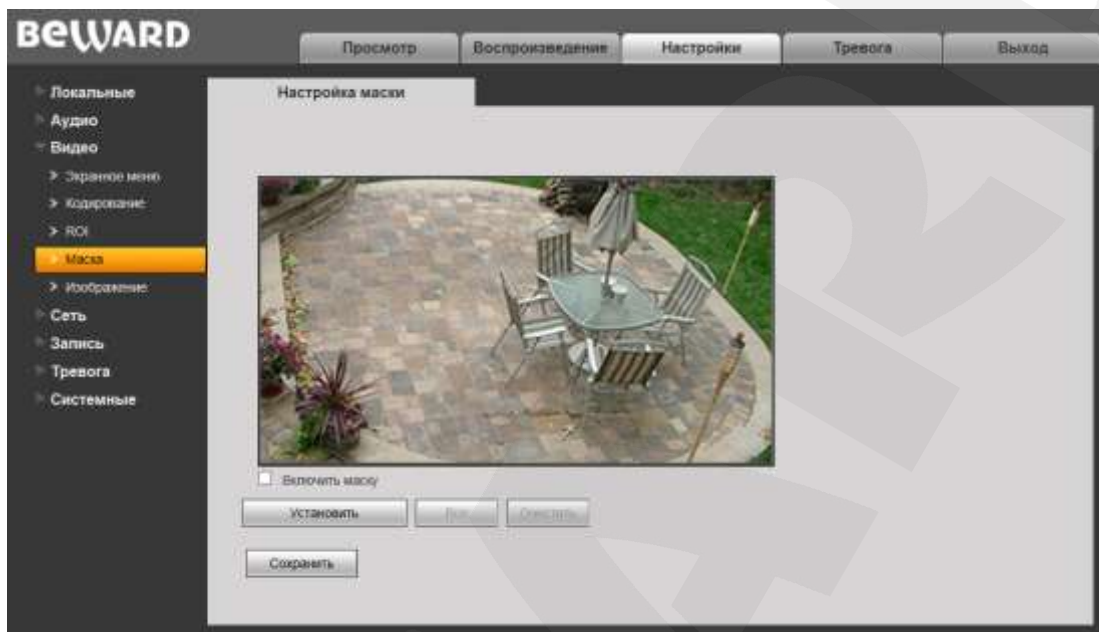 BEWARD
Просмотр Воспроизведение Настройки Тревога Выход
Локальные
Аудио
Видео
Экранное меню
Кодирование
ROI
Маска
Изображение
Сеть
Запись
Тревога
Системные
Настройка маски
Включить маску
Установить Все Очистить
Сохранить